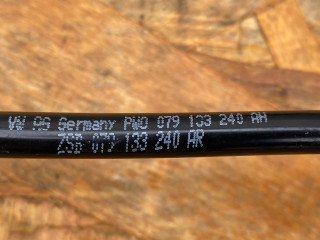 VW AG Germany PWO 079 133 240 AH
ZSB 079 133 240 AR